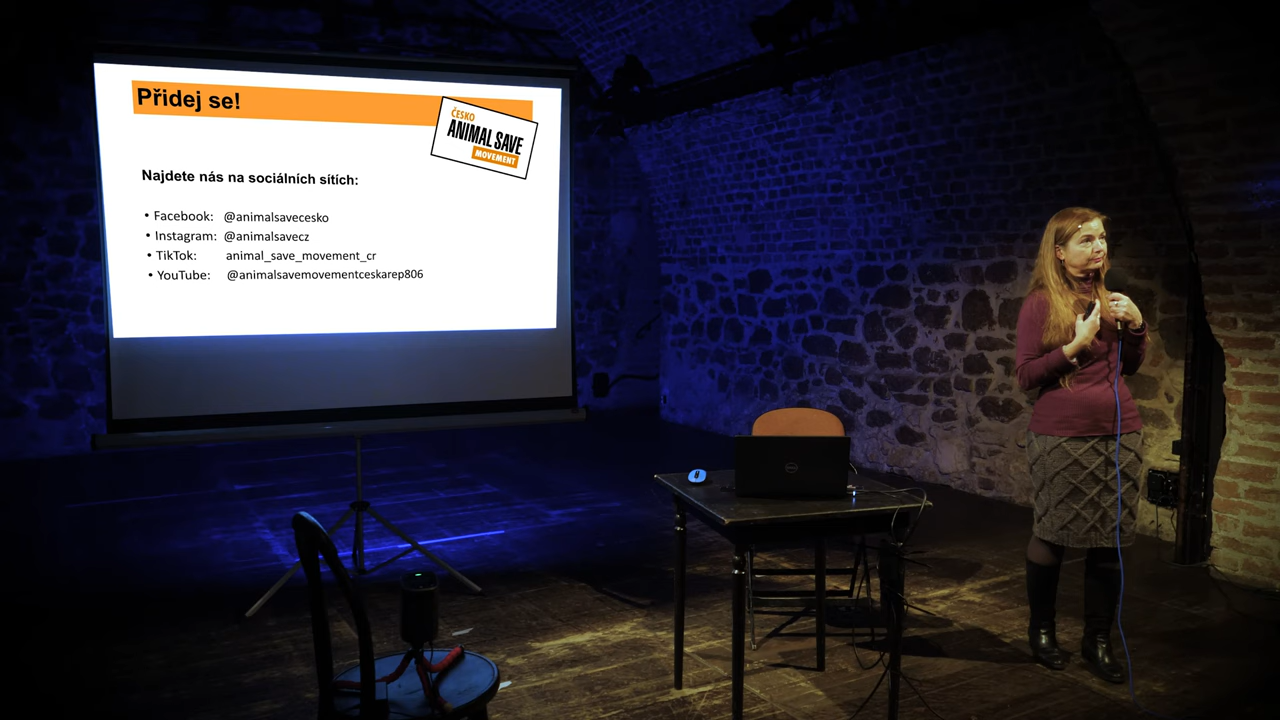 Přidej se!
ČESKO
ANIMAL SAVE
MOVEMENT
Najdete nás na sociálních sítích:
• Facebook: @animalsavecesko
• Instagram: @animalsavecz
• TikTok: animal_save_movement_cr
• YouTube: @animalsavemovementceskarep806